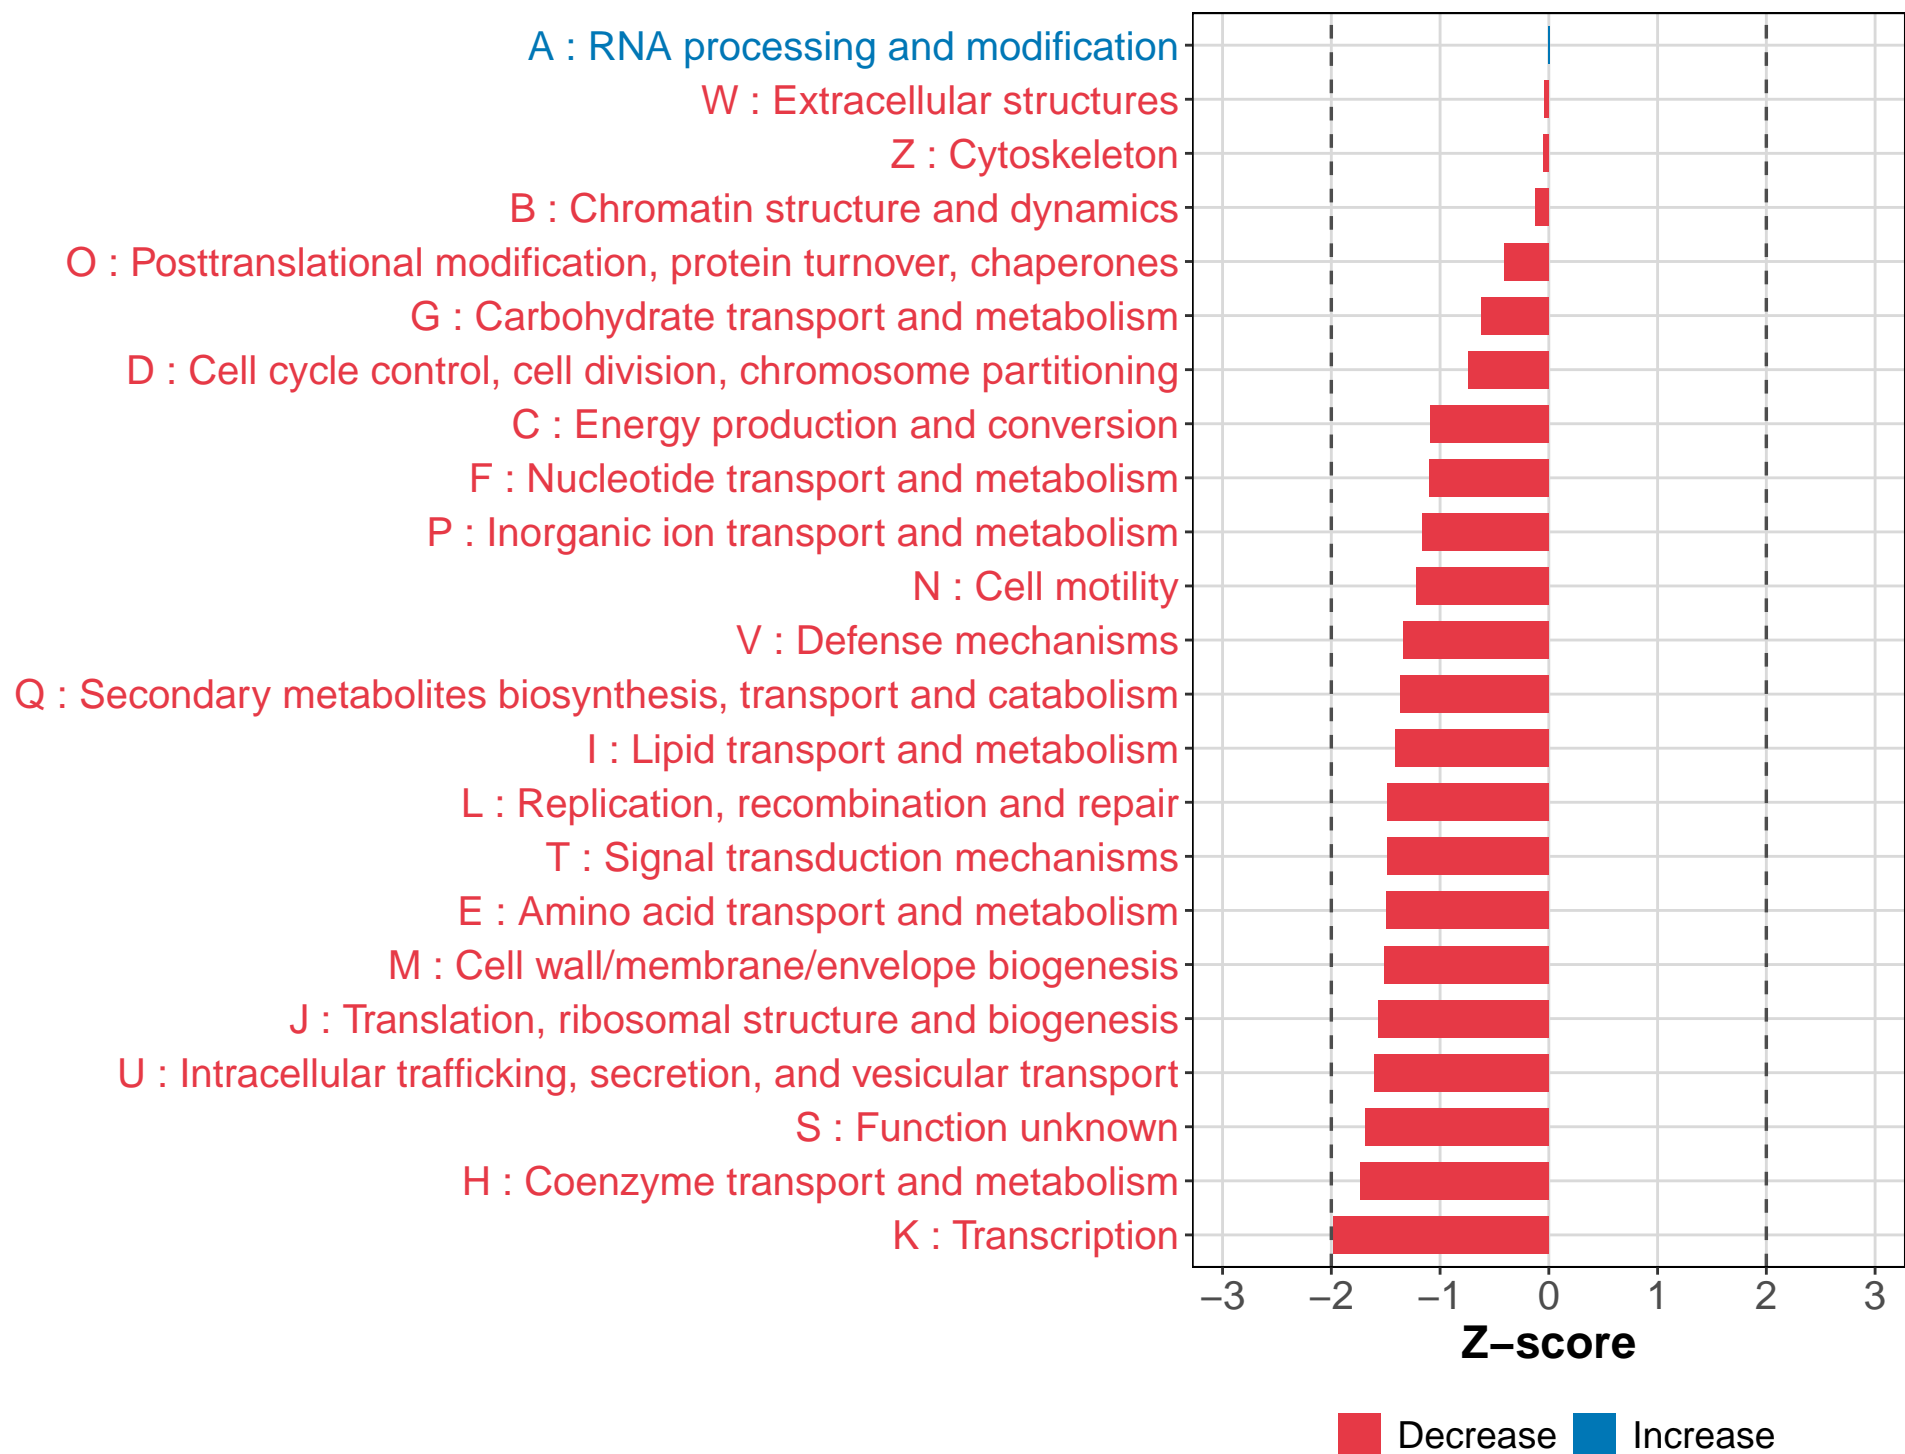 A : RNA processing and modification
W : Extracellular structures
Z : Cytoskeleton
B : Chromatin structure and dynamics
O : Posttranslational modification, protein turnover, chaperones
G : Carbohydrate transport and metabolism
D : Cell cycle control, cell division, chromosome partitioning
C : Energy production and conversion
F : Nucleotide transport and metabolism
P : Inorganic ion transport and metabolism
N : Cell motility
V : Defense mechanisms
Q : Secondary metabolites biosynthesis, transport and catabolism
I : Lipid transport and metabolism
L : Replication, recombination and repair
T : Signal transduction mechanisms
E : Amino acid transport and metabolism
M : Cell wall/membrane/envelope biogenesis
J : Translation, ribosomal structure and biogenesis
U : Intracellular trafficking, secretion, and vesicular transport
S : Function unknown
H : Coenzyme transport and metabolism
K : Transcription
−3 −2 −1 0 1 2 3
Z−score
Decrease Increase